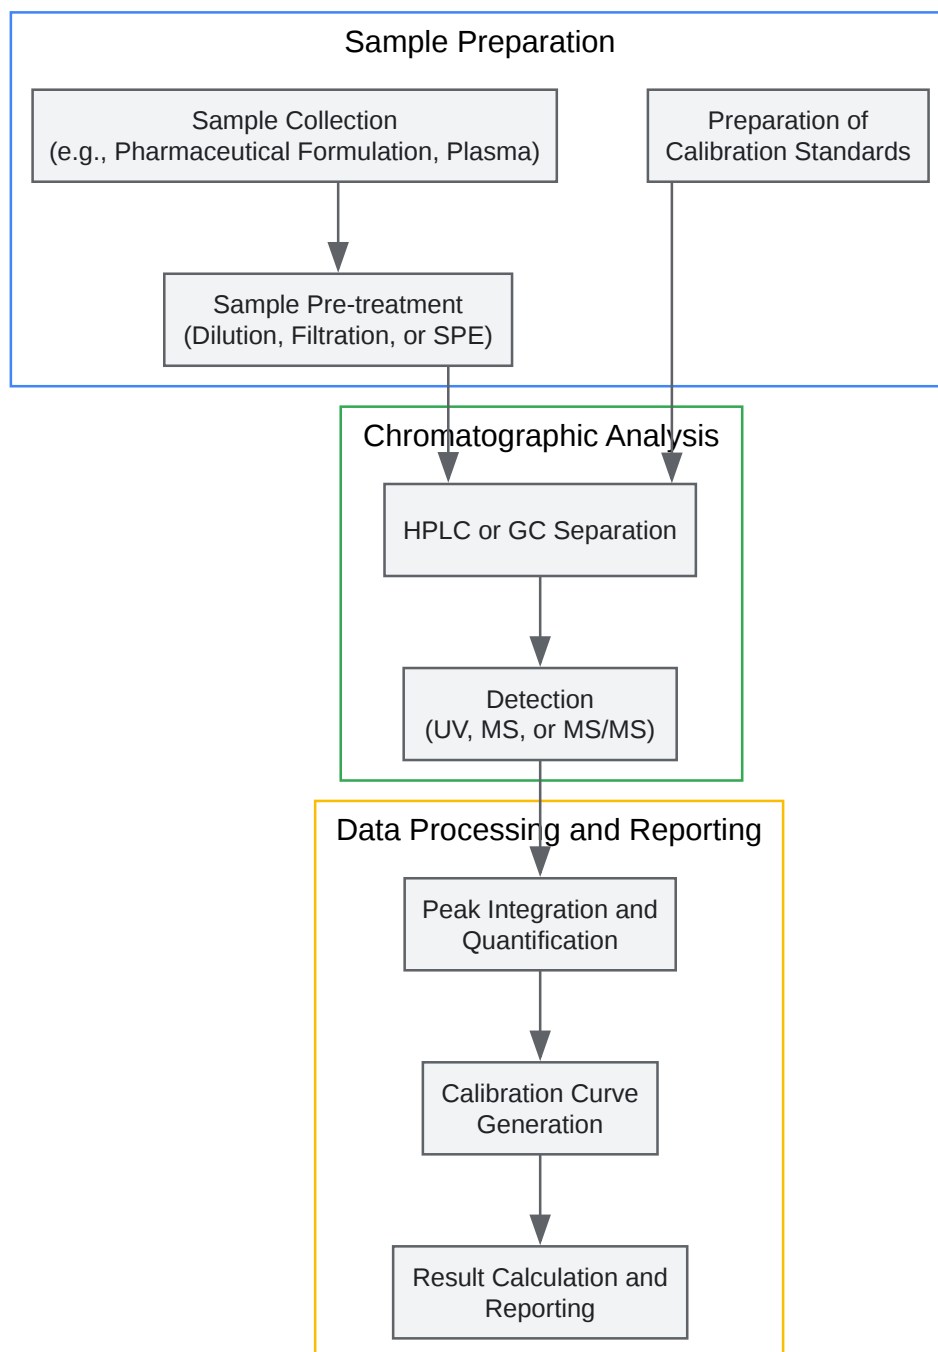 Sample Preparation
Sample Collection
(e.g., Pharmaceutical Formulation, Plasma)
Preparation of
Calibration Standards
Sample Pre-treatment
(Dilution, Filtration, or SPE)
Chromatographic Analysis
HPLC or GC Separation
Detection
(UV, MS, or MS/MS)
Data Processing and Reporting
Peak Integration and
Quantification
Calibration Curve
Generation
Result Calculation and
Reporting